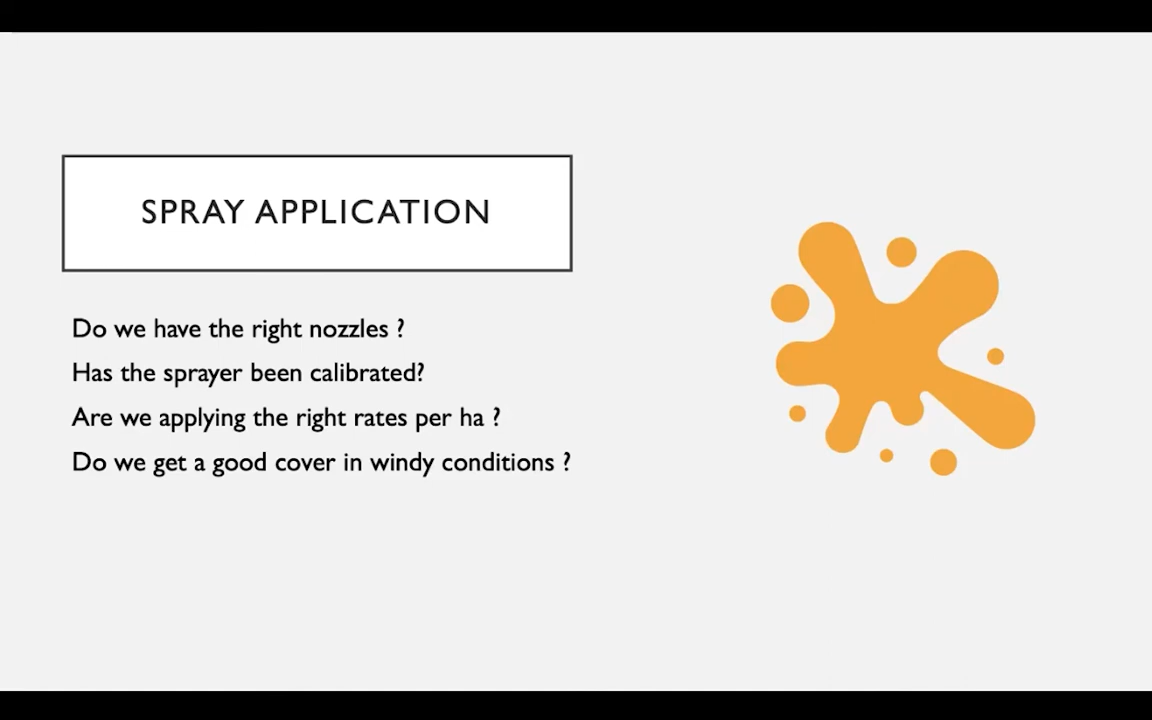 SPRAY APPLICATION
Do we have the right nozzles ?
Has the sprayer been calibrated?
Are we applying the right rates per ha ?
Do we get a good cover in windy conditions ?